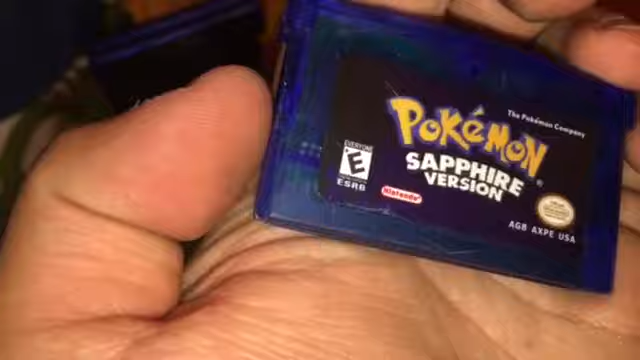 The Pokémon Company
POKéMON
SAPPHIRE
VERSION
EVERYONE
E
ESRB
Nintendo
AGB AXPE USA